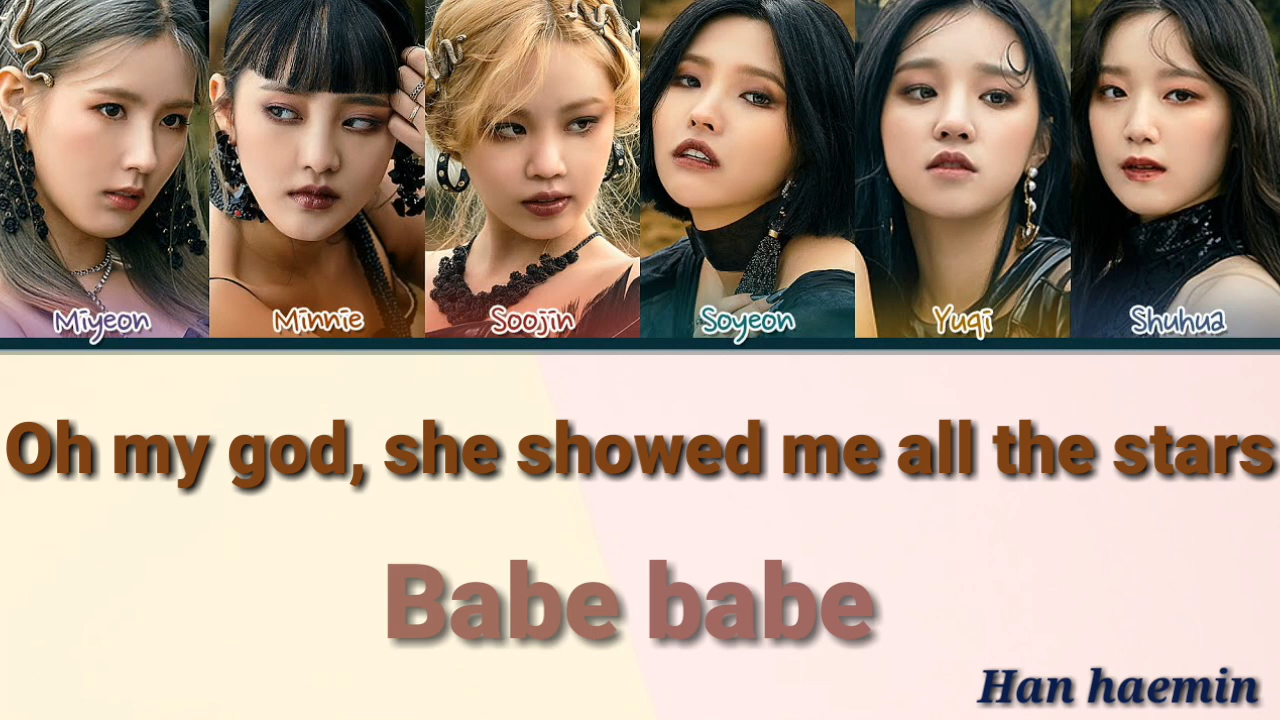 Miyeon
Minnie
Soojin
Soyeon
Yuqi
Shuhua
Oh my god, she showed me all the stars
Babe babe
Han haemin